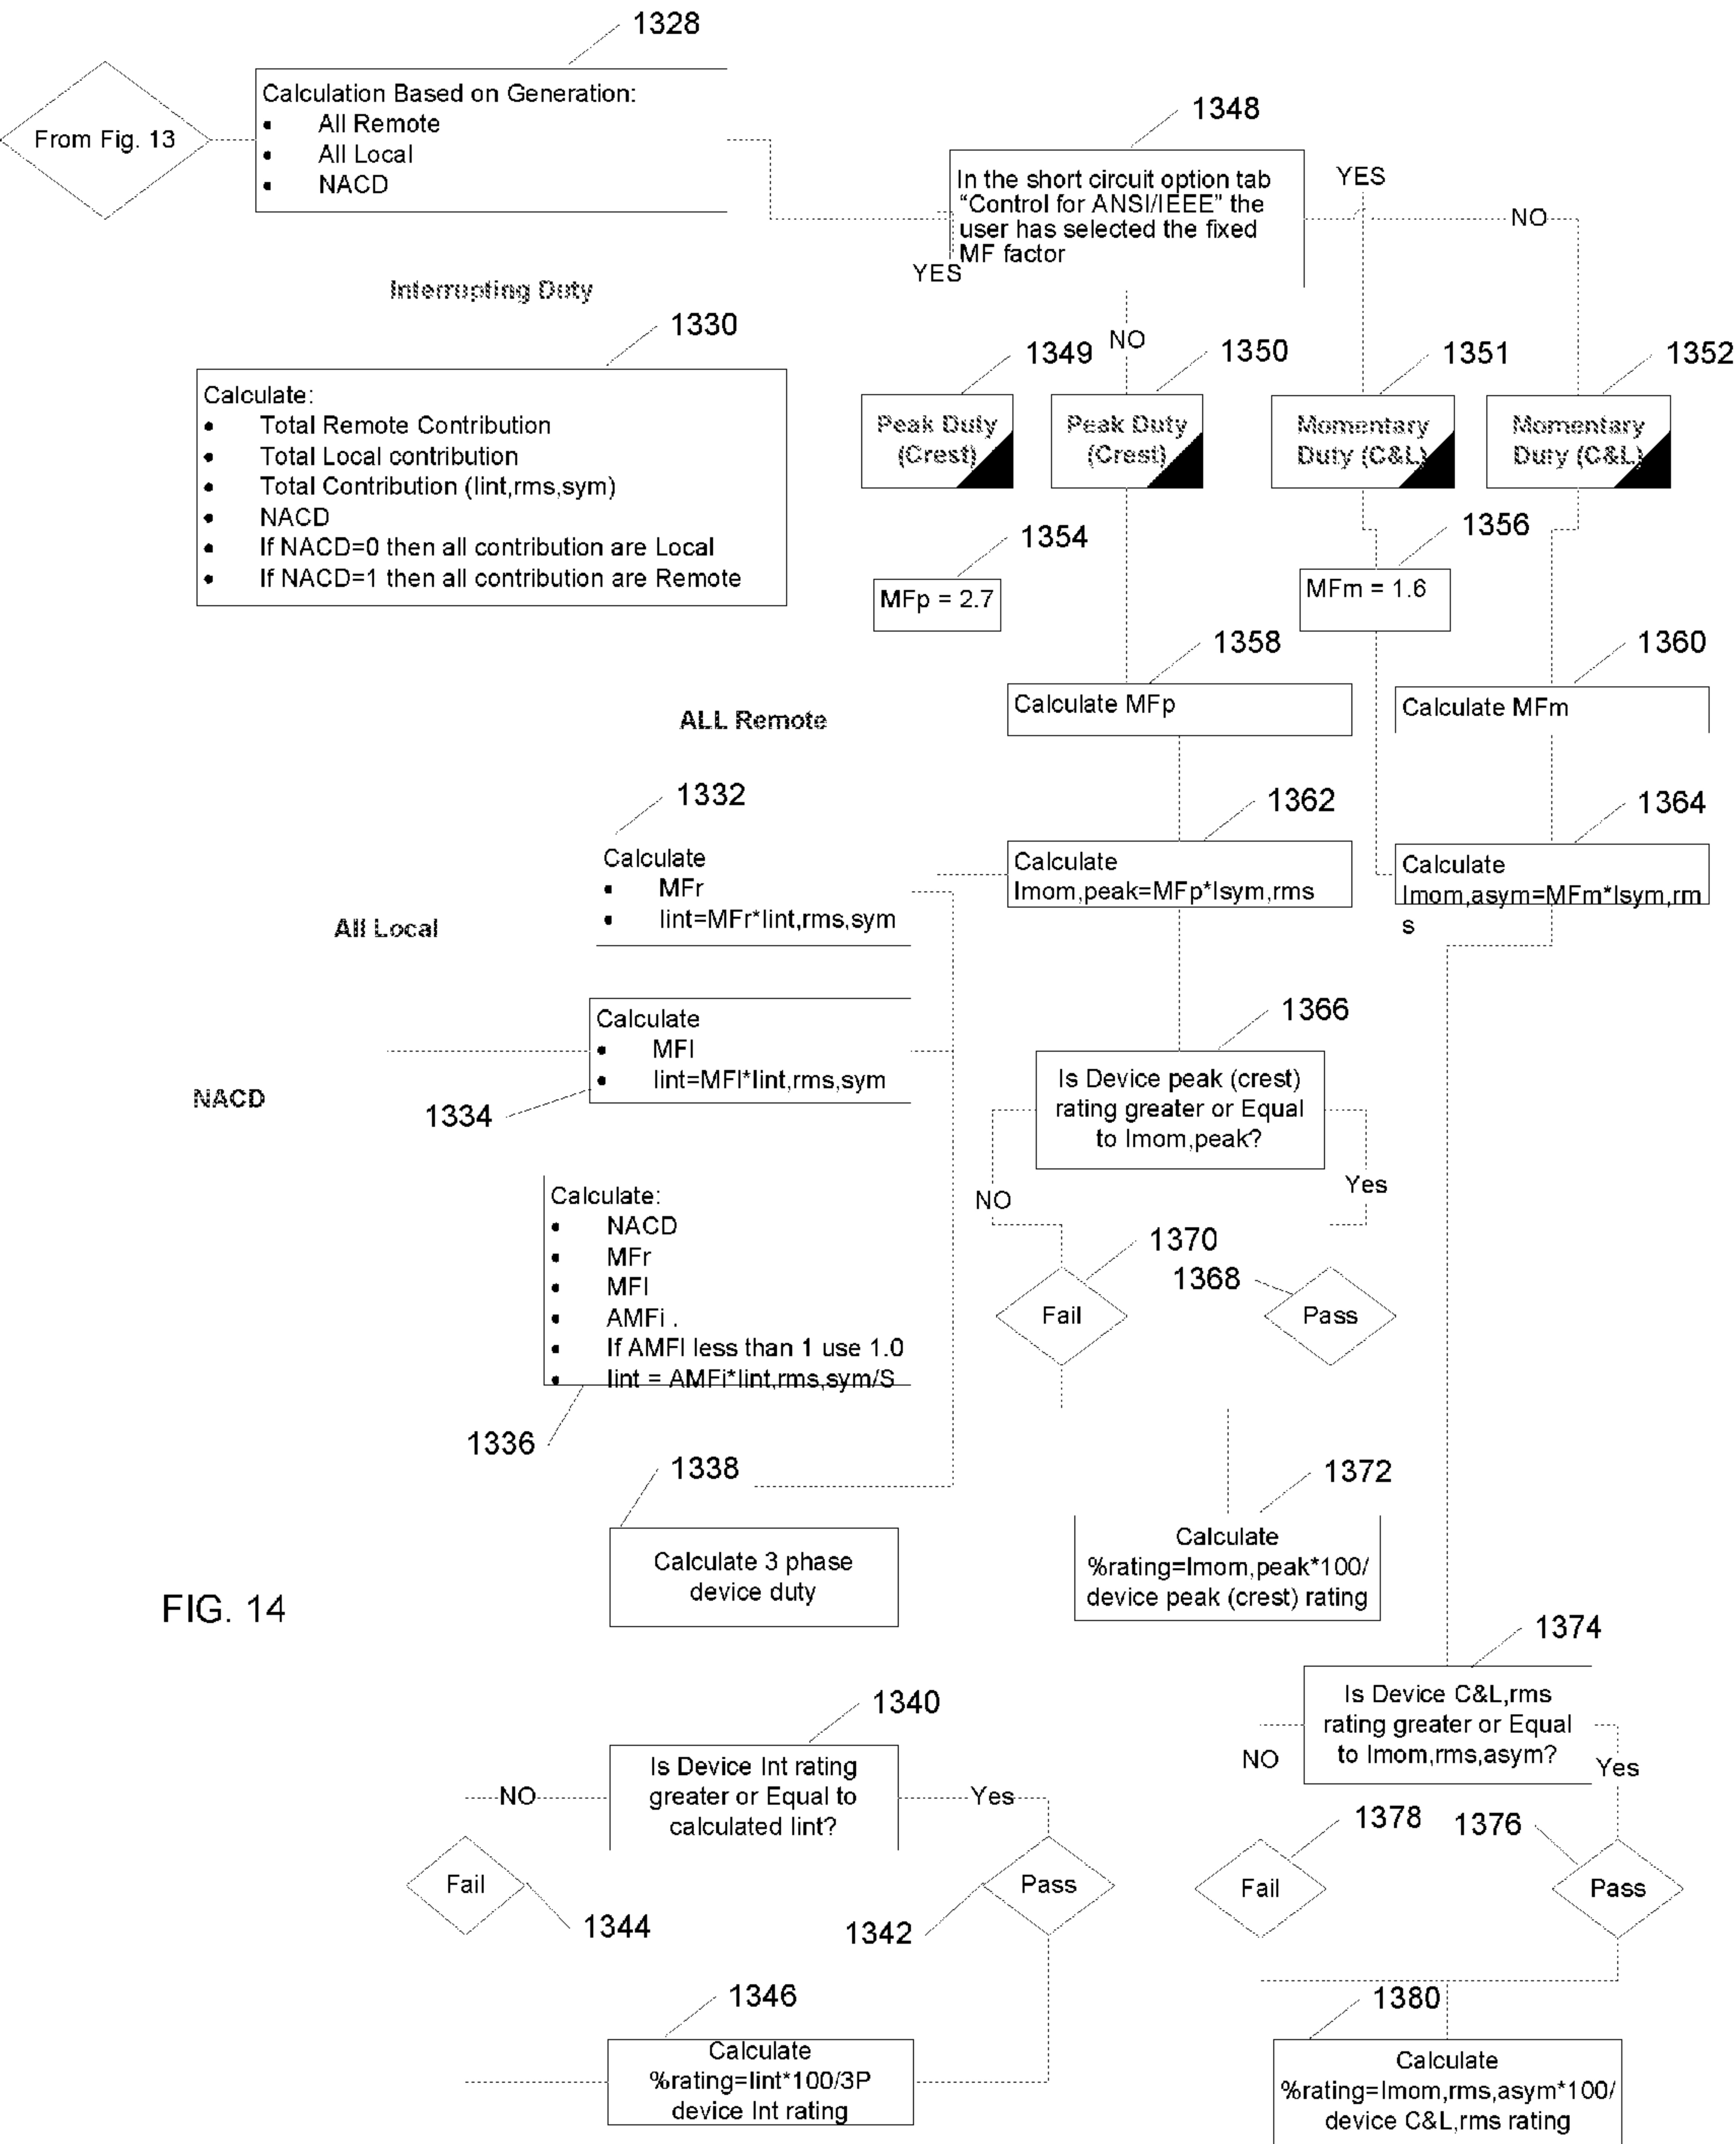 1328
Calculation Based on Generation:
• All Remote
• All Local
• NACD
From Fig. 13
1348
In the short circuit option tab
“Control for ANSI/IEEE” the
user has selected the fixed
MF factor
YES
NO
YES
NO
Interrupting Duty
1330
Calculate:
• Total Remote Contribution
• Total Local contribution
• Total Contribution (Iint,rms,sym)
• NACD
• If NACD=0 then all contribution are Local
• If NACD=1 then all contribution are Remote
1349
Peak Duty
(Crest)
1350
Peak Duty
(Crest)
1351
Momentary
Duty (C&L)
1352
Momentary
Duty (C&L)
1354
MFp = 2.7
1356
MFm = 1.6
1358
Calculate MFp
1360
Calculate MFm
ALL Remote
1332
Calculate
• MFr
• Iint=MFr*Iint,rms,sym
1362
Calculate
Imom,peak=MFp*Isym,rms
1364
Calculate
Imom,asym=MFm*Isym,rm
s
All Local
Calculate
• MFl
• Iint=MFl*Iint,rms,sym
1334
NACD
1366
Is Device peak (crest)
rating greater or Equal
to Imom,peak?
NO
Yes
Calculate:
• NACD
• MFr
• MFl
• AMFi .
• If AMFI less than 1 use 1.0
• Iint = AMFi*Iint,rms,sym/S
1336
1370
1368
Fail
Pass
1338
Calculate 3 phase
device duty
1372
Calculate
%rating=Imom,peak*100/
device peak (crest) rating
FIG. 14
1374
Is Device C&L,rms
rating greater or Equal
to Imom,rms,asym?
NO
Yes
1340
Is Device Int rating
greater or Equal to
calculated Iint?
NO
Yes
Fail
1344
Pass
1342
1378
1376
Fail
Pass
1346
Calculate
%rating=Iint*100/3P
device Int rating
1380
Calculate
%rating=Imom,rms,asym*100/
device C&L,rms rating